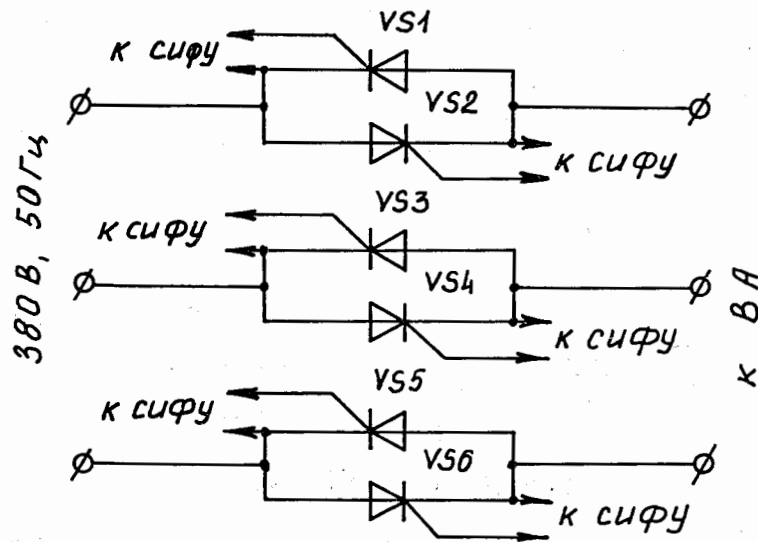 VS1
к СИФУ
VS2
к СИФУ
VS3
к СИФУ
VS4
к СИФУ
VS5
к СИФУ
VS6
к СИФУ
380 В, 50 Гц
к ВА